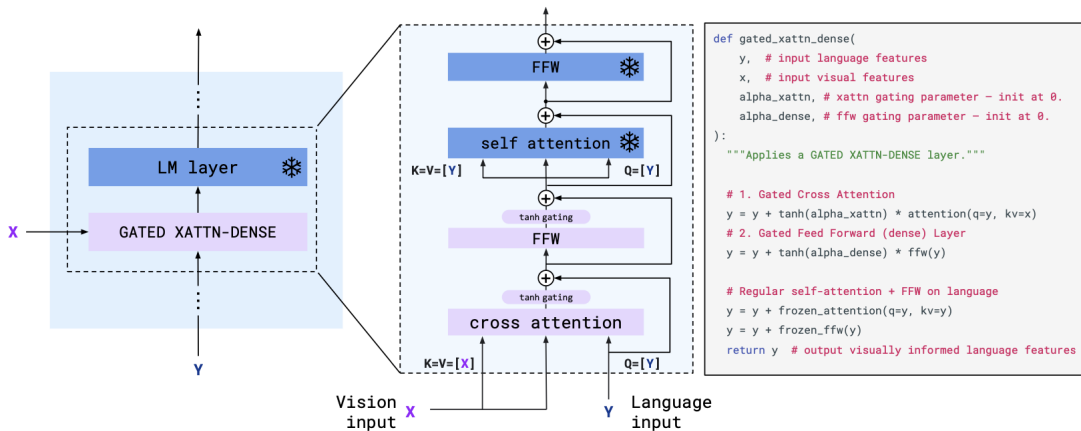 LM layer
X
GATED XATTN-DENSE
Y
FFW
self attention
K=V=[Y]
Q=[Y]
tanh gating
FFW
tanh gating
cross attention
K=V=[X]
Q=[Y]
Vision input X
Y Language input
def gated_xattn_dense(
y, # input language features
x, # input visual features
alpha_xattn, # xattn gating parameter – init at 0.
alpha_dense, # ffw gating parameter – init at 0.
):
"""Applies a GATED XATTN-DENSE layer."""
# 1. Gated Cross Attention
y = y + tanh(alpha_xattn) * attention(q=y, kv=x)
# 2. Gated Feed Forward (dense) Layer
y = y + tanh(alpha_dense) * ffw(y)
# Regular self-attention + FFW on language
y = y + frozen_attention(q=y, kv=y)
y = y + frozen_ffw(y)
return y # output visually informed language features